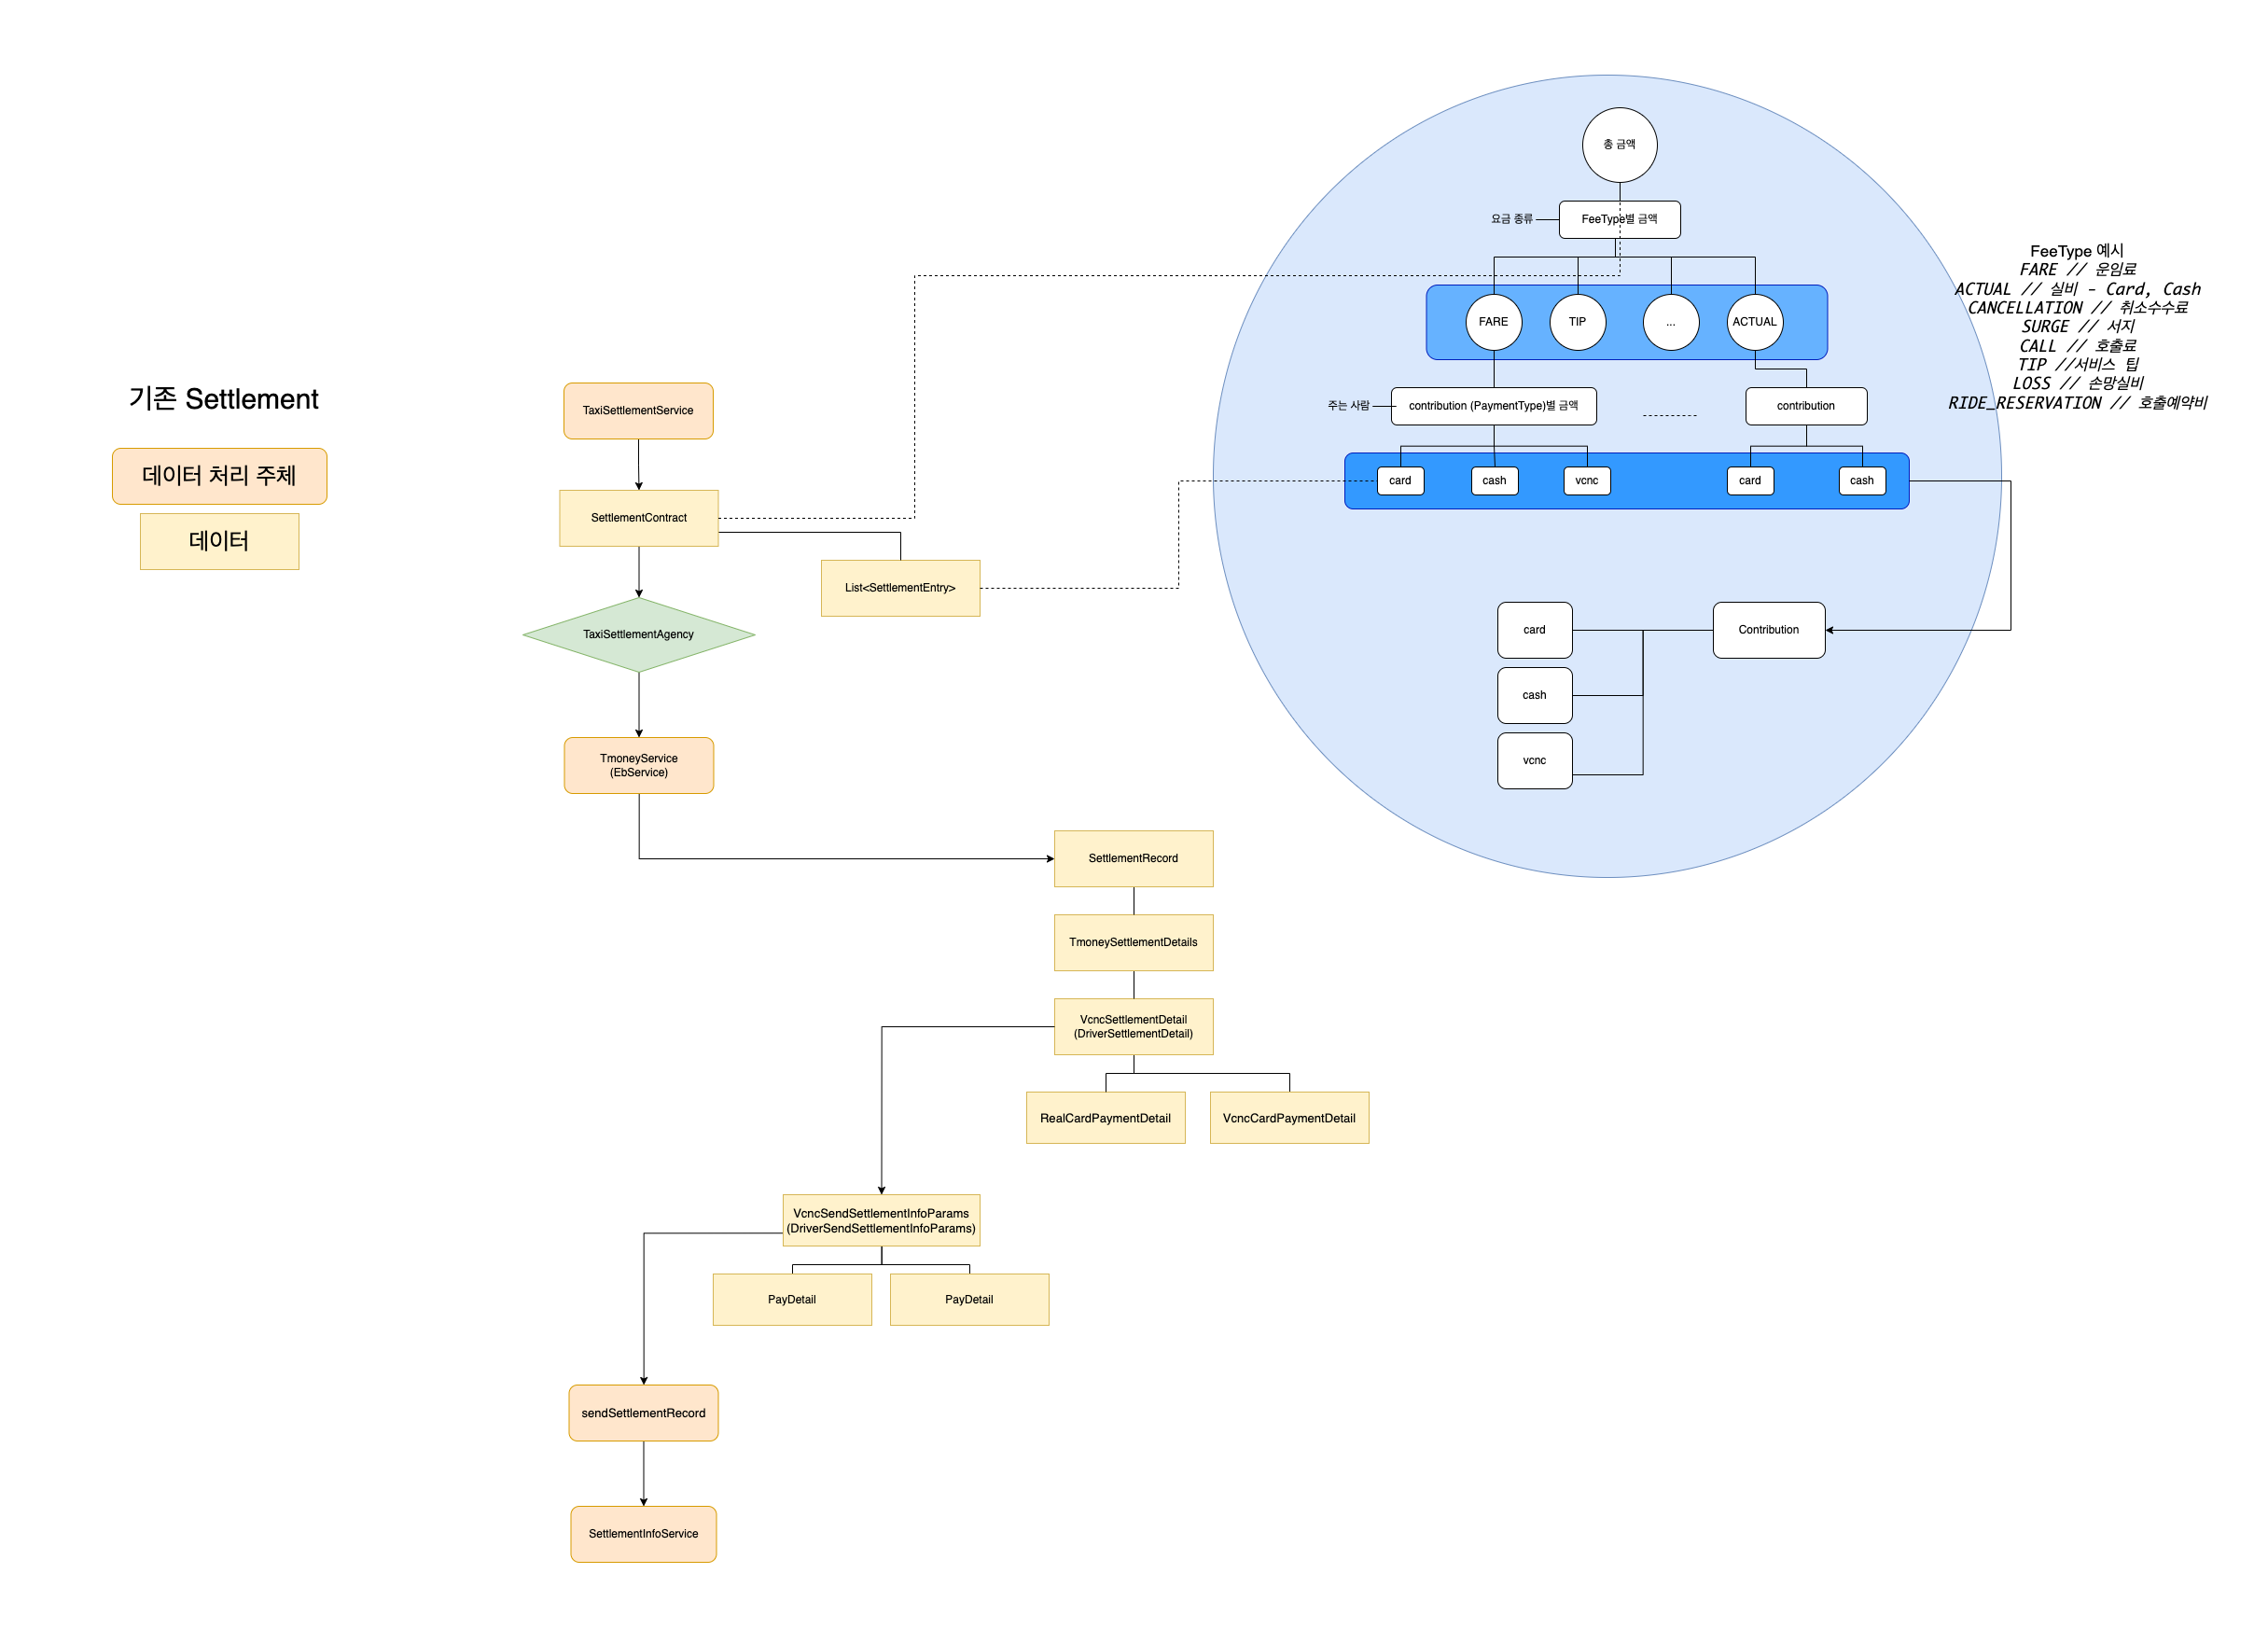 기존 Settlement
데이터 처리 주체
데이터
TaxiSettlementService
SettlementContract
List<SettlementEntry>
TaxiSettlementAgency
TmoneyService
(EbService)
SettlementRecord
TmoneySettlementDetails
VcncSettlementDetail
(DriverSettlementDetail)
RealCardPaymentDetail
VcncCardPaymentDetail
VcncSendSettlementInfoParams
(DriverSendSettlementInfoParams)
PayDetail
PayDetail
sendSettlementRecord
SettlementInfoService
총 금액
요금 종류
FeeType별 금액
FARE
TIP
...
ACTUAL
주는 사람
contribution (PaymentType)별 금액
contribution
card
cash
vcnc
card
cash
Contribution
card
cash
vcnc
FeeType 예시
FARE // 운임료
ACTUAL // 실비 - Card, Cash
CANCELLATION // 취소수수료
SURGE // 서지
CALL // 호출료
TIP //서비스 팁
LOSS // 손망실비
RIDE_RESERVATION // 호출예약비